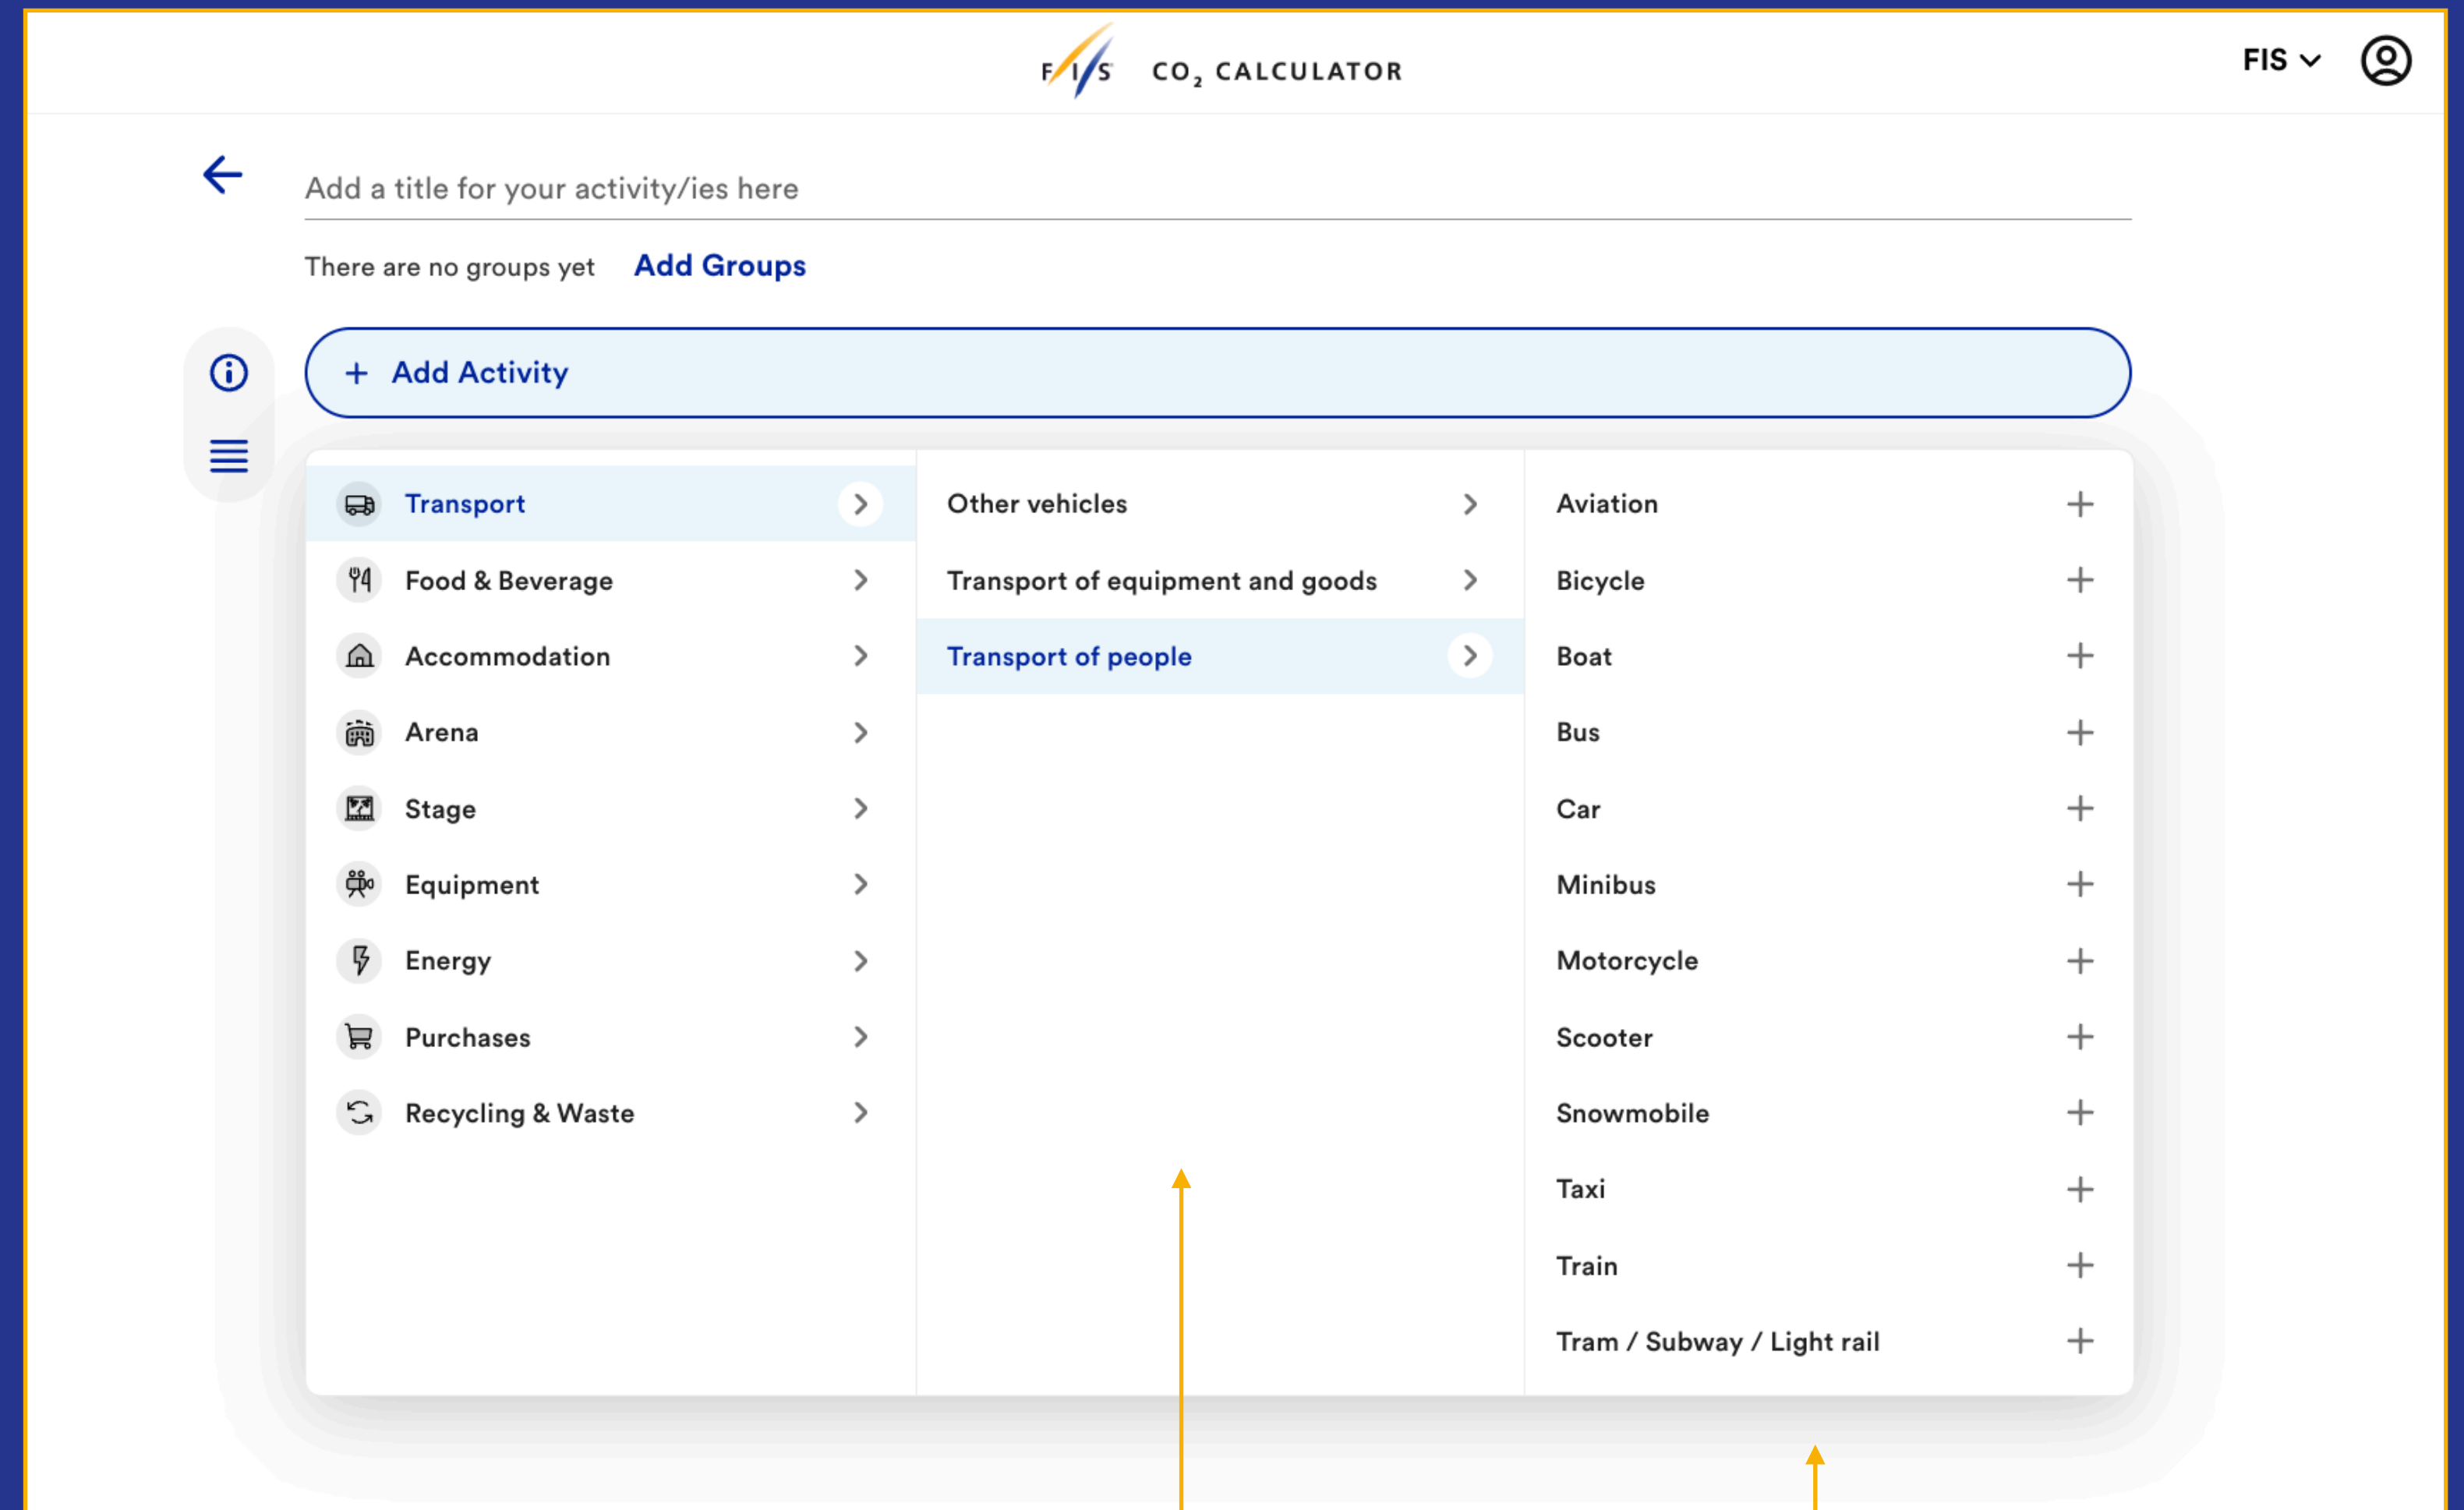 FIS CO₂ CALCULATOR
FIS
Add a title for your activity/ies here
There are no groups yet Add Groups
+ Add Activity
Transport
Food & Beverage
Accommodation
Arena
Stage
Equipment
Energy
Purchases
Recycling & Waste
Other vehicles
Transport of equipment and goods
Transport of people
Aviation
Bicycle
Boat
Bus
Car
Minibus
Motorcycle
Scooter
Snowmobile
Taxi
Train
Tram / Subway / Light rail